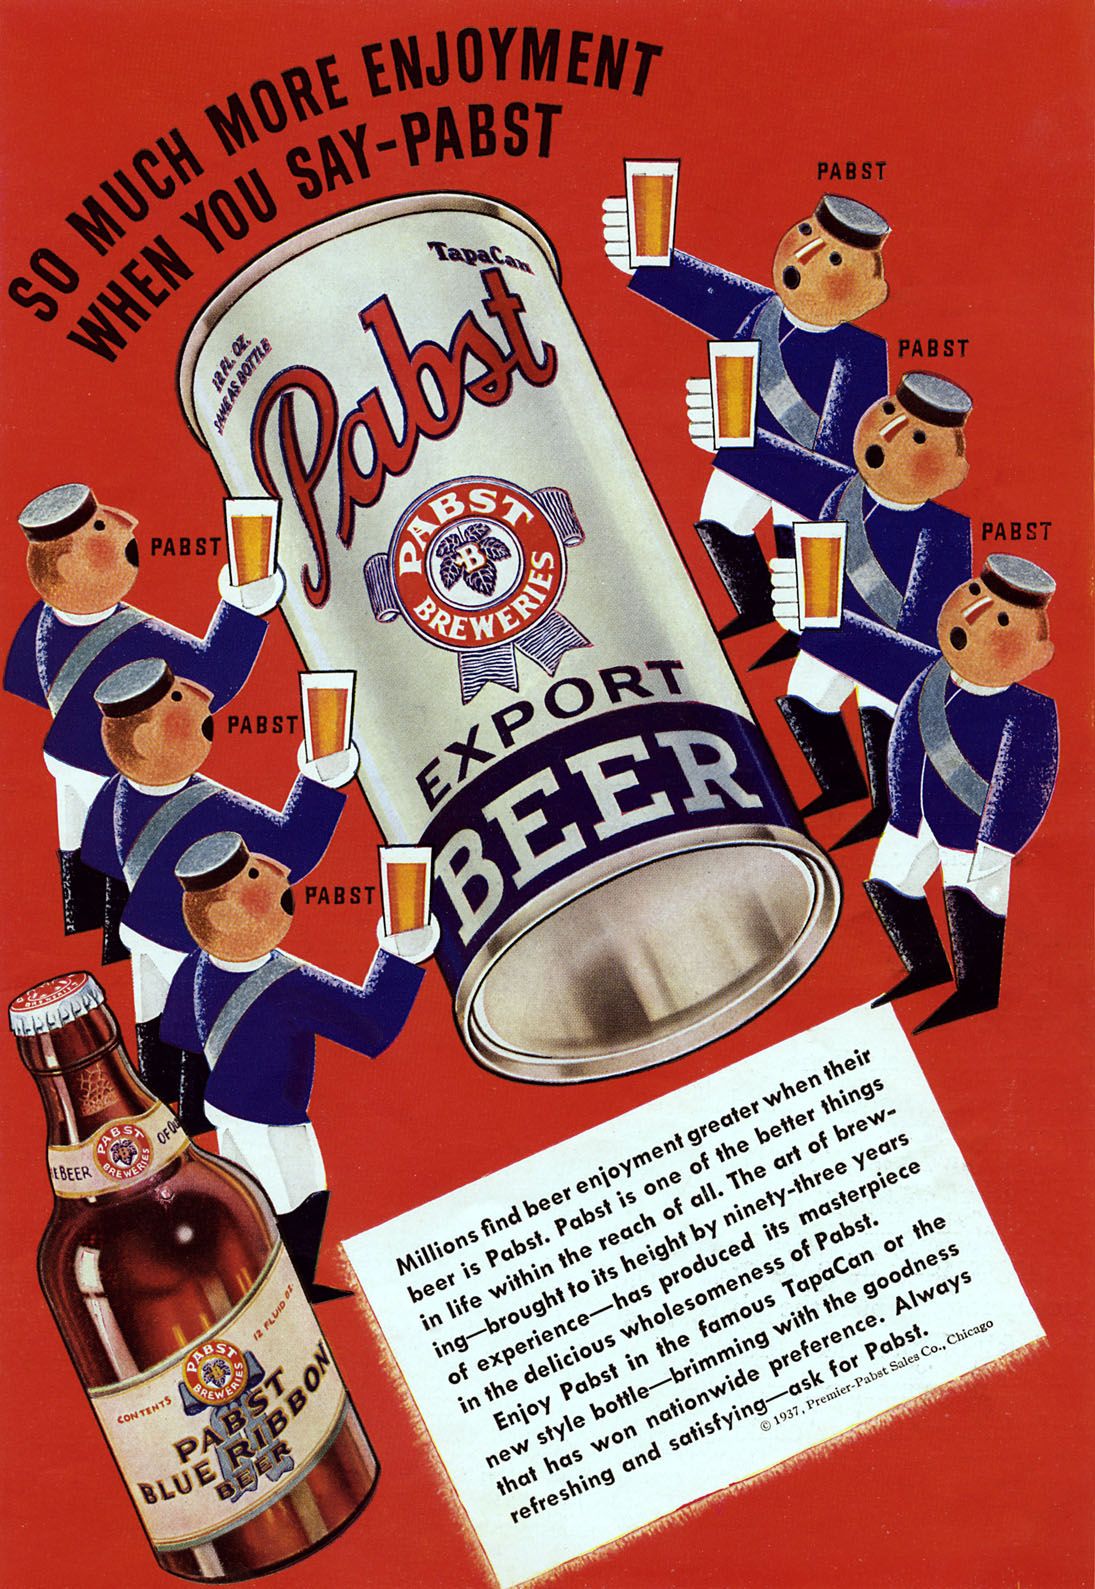 SO MUCH MORE ENJOYMENT
WHEN YOU SAY-PABST
PABST
PABST
PABST
PABST
PABST
PABST
TapaCan
12 FL. OZ.
SAME AS BOTTLE
Pabst
PABST
B
BREWERIES
EXPORT
BEER
BEER
PABST
BREWERIES
OF QU
CONTENTS
12 FLUID OZ.
PABST
BREWERIES
PABST
BLUE RIBBON
BEER
Millions find beer enjoyment greater when their
beer is Pabst. Pabst is one of the better things
in life within the reach of all. The art of brew-
ing—brought to its height by ninety-three years
of experience—has produced its masterpiece
in the delicious wholesomeness of Pabst.
Enjoy Pabst in the famous TapaCan or the
new style bottle—brimming with the goodness
that has won nationwide preference. Always
refreshing and satisfying—ask for Pabst.
© 1937, Premier-Pabst Sales Co., Chicago